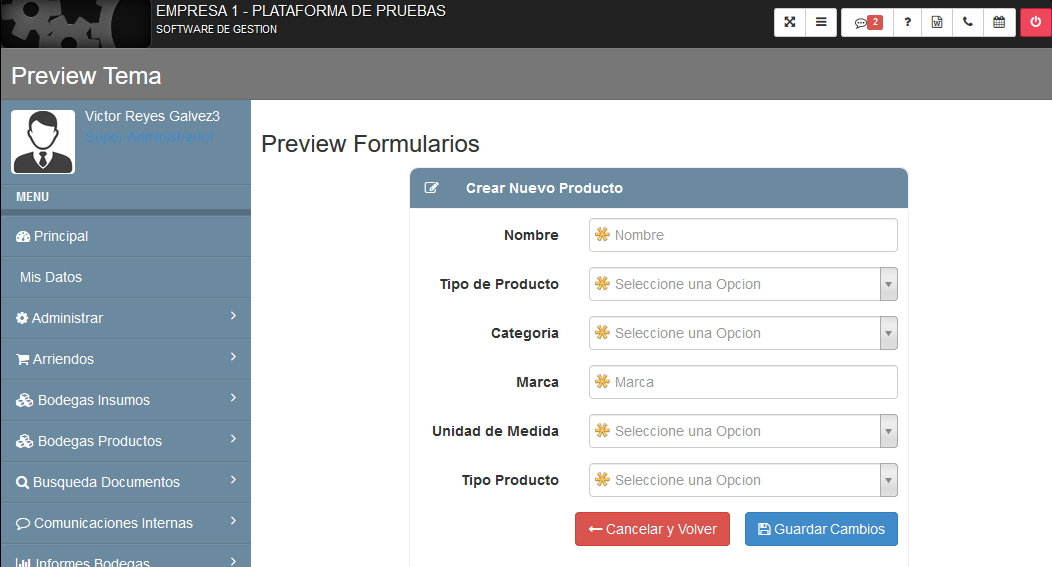 EMPRESA 1 - PLATAFORMA DE PRUEBAS
SOFTWARE DE GESTION
2
?
W
Preview Tema
Victor Reyes Galvez3
Super Administrador
MENU
Principal
Mis Datos
Administrar
Arriendos
Bodegas Insumos
Bodegas Productos
Busqueda Documentos
Comunicaciones Internas
Informes Bodegas
Preview Formularios
Crear Nuevo Producto
Nombre Nombre
Tipo de Producto Seleccione una Opcion
Categoria Seleccione una Opcion
Marca Marca
Unidad de Medida Seleccione una Opcion
Tipo Producto Seleccione una Opcion
Cancelar y Volver Guardar Cambios